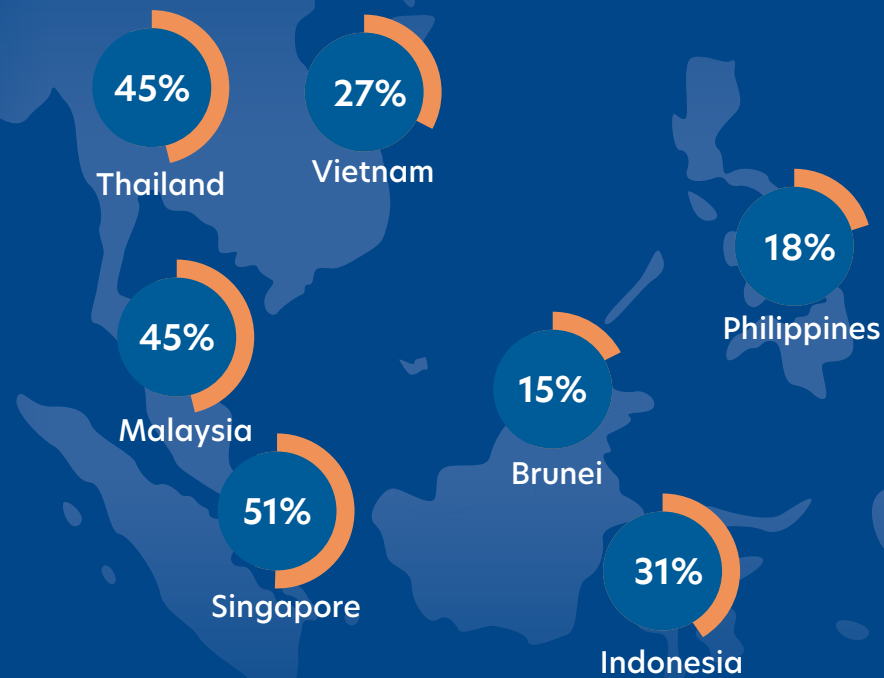 45%
Thailand
27%
Vietnam
18%
Philippines
45%
Malaysia
15%
Brunei
51%
Singapore
31%
Indonesia